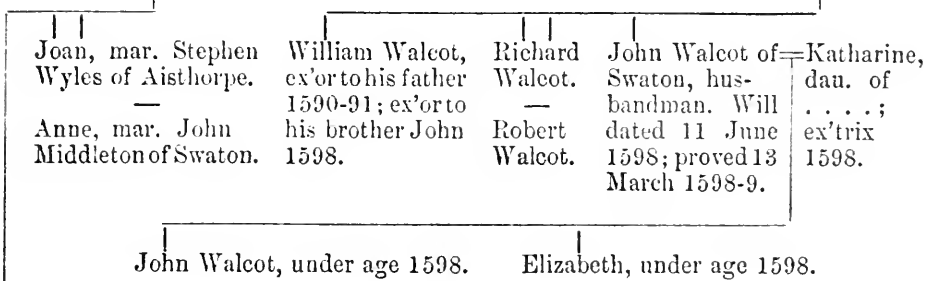 Joan, mar. Stephen
Wyles of Aisthorpe.
—
Anne, mar. John
Middleton of Swaton.
William Walcot,
ex'or to his father
1590-91; ex'or to
his brother John
1598.
Richard
Walcot.
—
Robert
Walcot.
John Walcot of=Katharine,
Swaton, hus-
bandman. Will
dated 11 June
1598; proved 13
March 1598-9.
dau. of
. . . . ;
ex'trix
1598.
John Walcot, under age 1598.
Elizabeth, under age 1598.